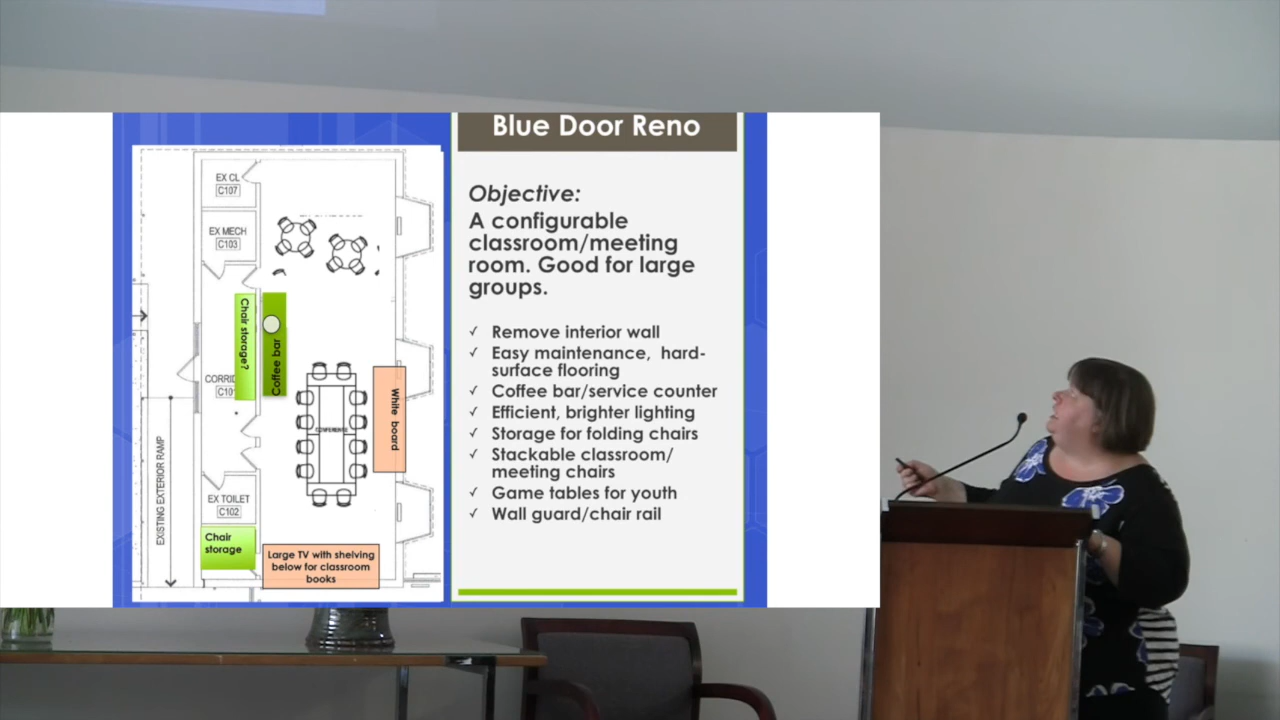 Blue Door Reno
EX CL
C107
EX MECH
C103
Chair storage?
Coffee bar
White board
EXISTING EXTERIOR RAMP
EX TOILET
C102
Chair
storage
Large TV with shelving
below for classroom
books
Objective:
A configurable
classroom/meeting
room. Good for large
groups.
✓ Remove interior wall
✓ Easy maintenance, hard-
surface flooring
✓ Coffee bar/service counter
✓ Efficient, brighter lighting
✓ Storage for folding chairs
✓ Stackable classroom/
meeting chairs
✓ Game tables for youth
✓ Wall guard/chair rail